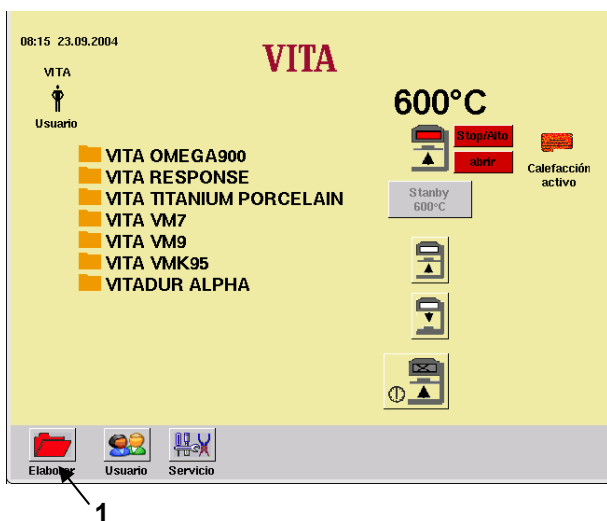 08:15 23.09.2004
VITA
VITA
Usuario
600°C
Stop/Alto
abrir
Calefacción
activo
Stanby
600°C
VITA OMEGA900
VITA RESPONSE
VITA TITANIUM PORCELAIN
VITA VM7
VITA VM9
VITA VMK95
VITADUR ALPHA
Elaborar
Usuario
Servicio
1